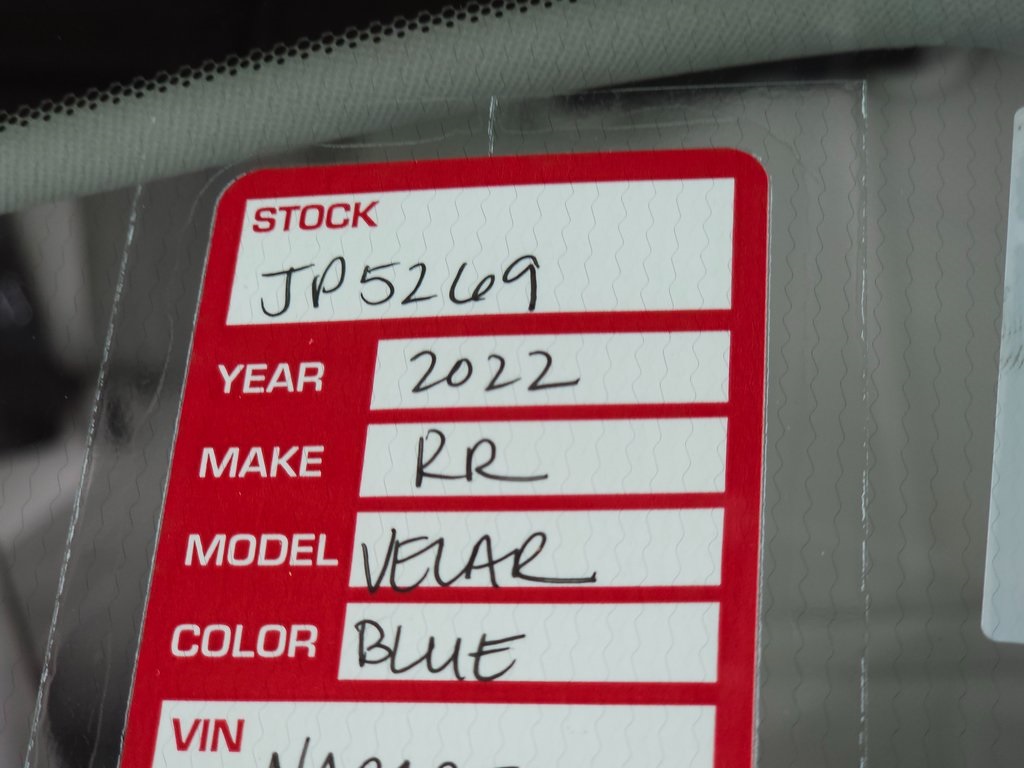 STOCK
JP5269
YEAR 2022
MAKE RR
MODEL VELAR
COLOR BLUE
VIN